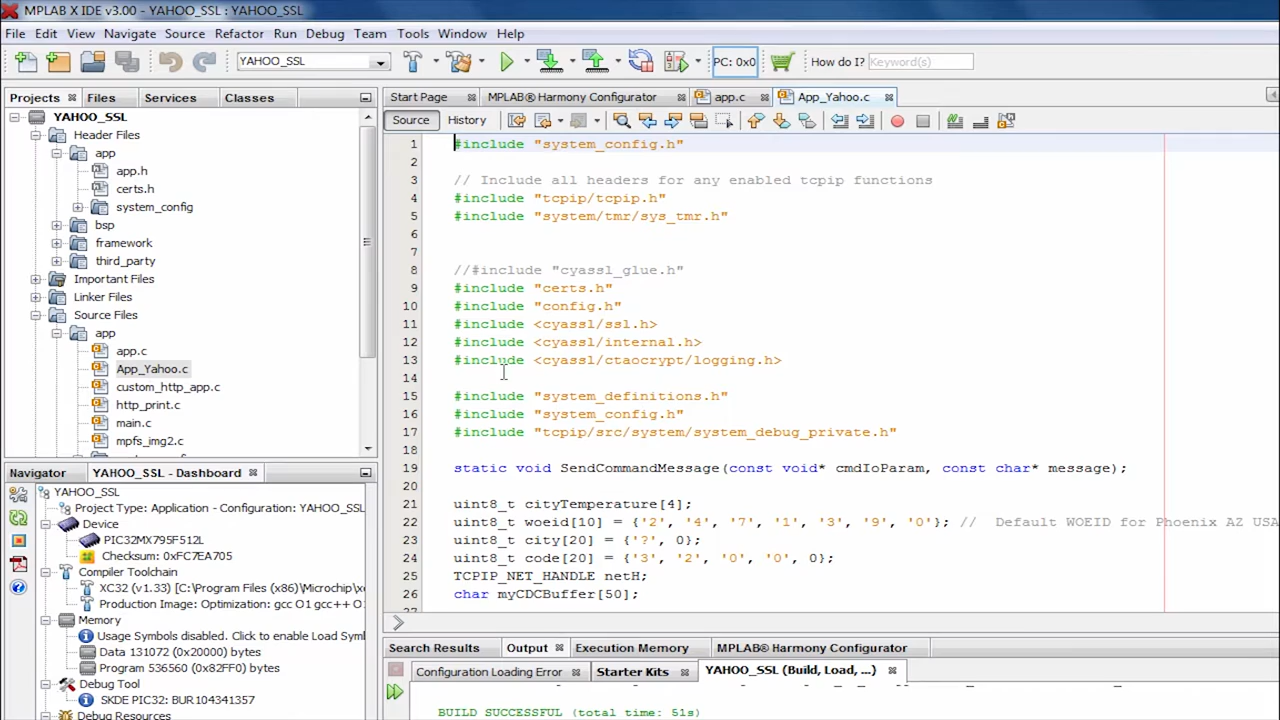 MPLAB X IDE v3.00 - YAHOO_SSL : YAHOO_SSL
File Edit View Navigate Source Refactor Run Debug Team Tools Window Help
YAHOO_SSL
PC: 0x0
How do I?
Keyword(s)
Projects
Files
Services
Classes
Start Page
MPLAB® Harmony Configurator
app.c
App_Yahoo.c
Source
History
YAHOO_SSL
Header Files
app
app.h
certs.h
system_config
bsp
framework
third_party
Important Files
Linker Files
Source Files
app
app.c
App_Yahoo.c
custom_http_app.c
http_print.c
main.c
mpfs_img2.c
1 #include "system_config.h"
2
3 // Include all headers for any enabled tcpip functions
4 #include "tcpip/tcpip.h"
5 #include "system/tmr/sys_tmr.h"
6
7
8 //#include "cyassl_glue.h"
9 #include "certs.h"
10 #include "config.h"
11 #include <cyassl/ssl.h>
12 #include <cyassl/internal.h>
13 #include <cyassl/ctaocrypt/logging.h>
14
15 #include "system_definitions.h"
16 #include "system_config.h"
17 #include "tcpip/src/system/system_debug_private.h"
18
19 static void SendCommandMessage(const void* cmdIoParam, const char* message);
20
21 uint8_t cityTemperature[4];
22 uint8_t woeid[10] = {'2', '4', '7', '1', '3', '9', '0'}; // Default WOEID for Phoenix AZ USA
23 uint8_t city[20] = {'?', 0};
24 uint8_t code[20] = {'3', '2', '0', '0', 0};
25 TCPIP_NET_HANDLE netH;
26 char myCDCBuffer[50];
Navigator
YAHOO_SSL - Dashboard
YAHOO_SSL
Project Type: Application - Configuration: YAHOO_SSL
Device
PIC32MX795F512L
Checksum: 0xFC7EA705
Compiler Toolchain
XC32 (v1.33) [C:\Program Files (x86)\Microchip\
Production Image: Optimization: gcc O1 g++ O1
Memory
Usage Symbols disabled. Click to enable Load Sym
Data 131072 (0x20000) bytes
Program 536560 (0x82FF0) bytes
Debug Tool
SKDE PIC32: BUR104341357
Debug Resources
Search Results
Output
Execution Memory
MPLAB® Harmony Configurator
Configuration Loading Error
Starter Kits
YAHOO_SSL (Build, Load, ...)
BUILD SUCCESSFUL (total time: 51s)